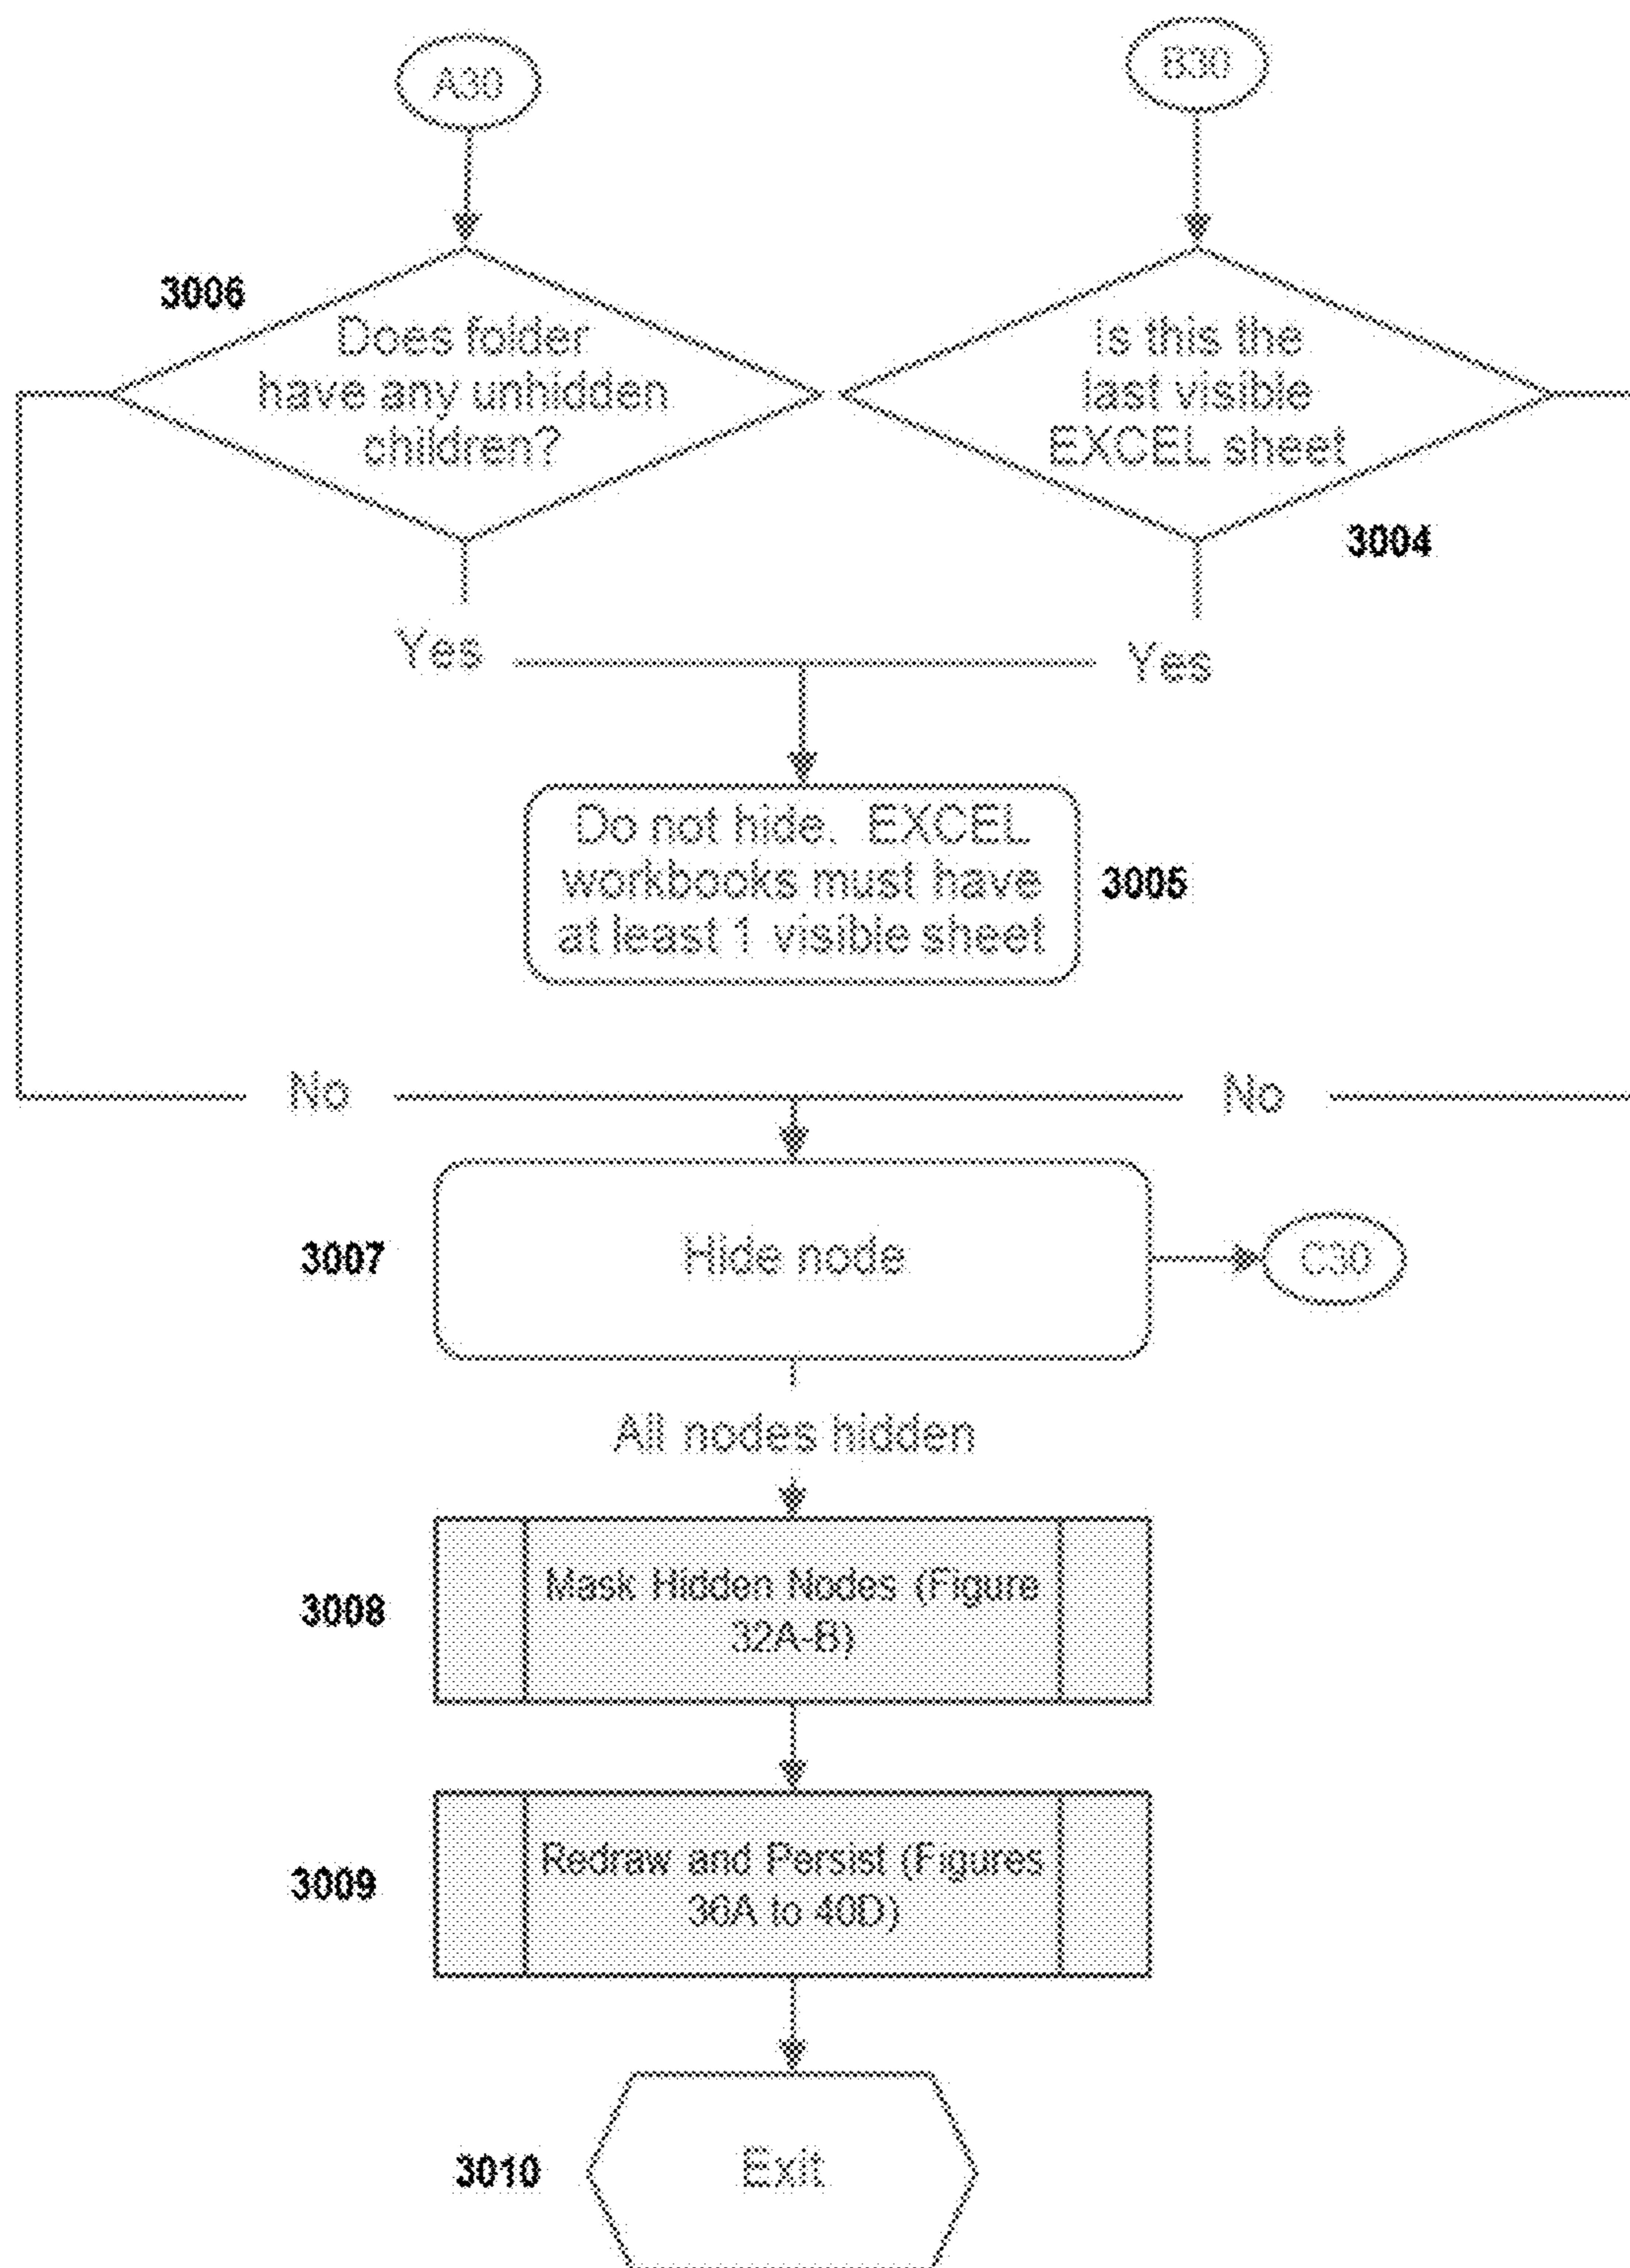 A30
B30
3006
Does folder
have any unhidden
children?
Is this the
last visible
EXCEL sheet
3004
Yes
Yes
Do not hide. EXCEL
workbooks must have
at least 1 visible sheet
3005
No
No
3007
Hide node
C30
All nodes hidden
3008
Mask Hidden Nodes (Figure
32A-B)
3009
Redraw and Persist (Figures
36A to 40D)
3010
Exit